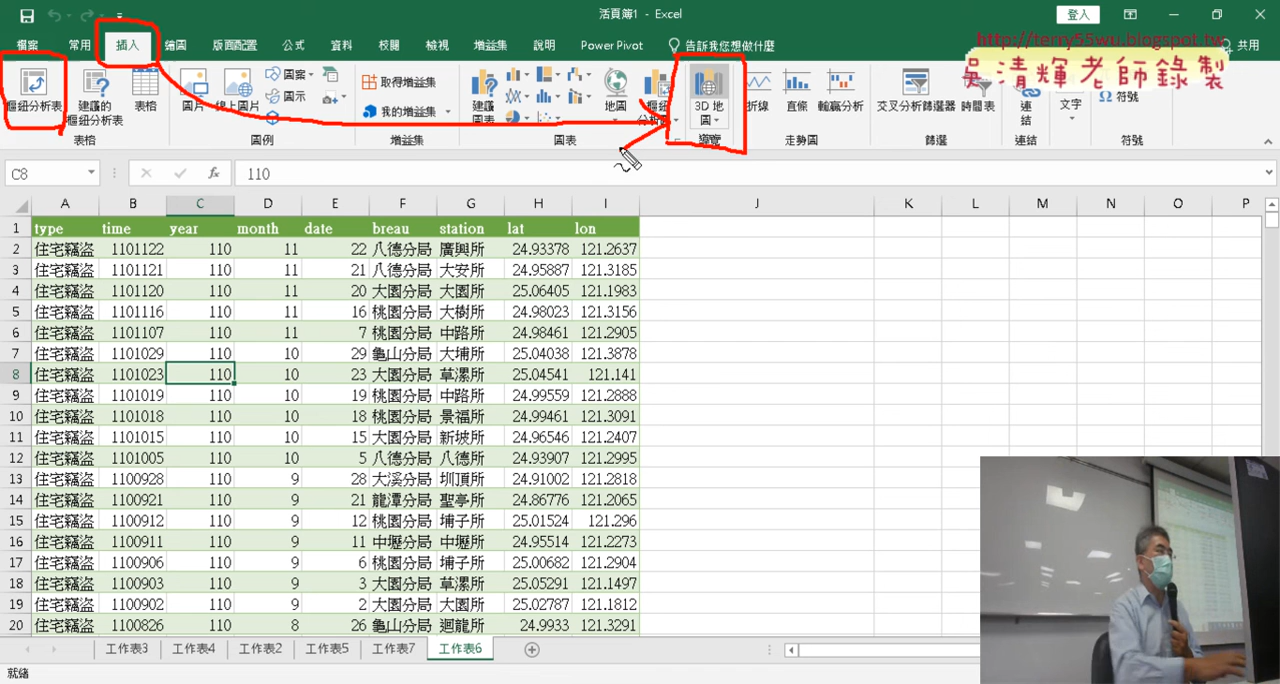 活頁簿1 - Excel
登入
檔案 常用 插入 繪圖 版面配置 公式 資料 校閱 檢視 增益集 說明 Power Pivot 告訴我您想做什麼 共用
http://terry55wu.blogspot.tw
吳清輝老師錄製
樞紐分析表 建議的樞紐分析表 表格 圖片 線上圖片 圖案 圖示 取得增益集 我的增益集 建議圖表 地圖 樞紐分析圖 3D 地圖 折線 直條 輸贏分析 交叉分析篩選器 時間表 連結 文字 符號
表格 圖例 增益集 圖表 導覽 走勢圖 篩選 連結 符號
C8 fx 110
A B C D E F G H I J K L M N O P
1 type time year month date breau station lat lon
2 住宅竊盜 1101122 110 11 22 八德分局 廣興所 24.93378 121.2637
3 住宅竊盜 1101121 110 11 21 八德分局 大安所 24.95887 121.3185
4 住宅竊盜 1101120 110 11 20 大園分局 大園所 25.06405 121.1983
5 住宅竊盜 1101116 110 11 16 桃園分局 大樹所 24.98023 121.3156
6 住宅竊盜 1101107 110 11 7 桃園分局 中路所 24.98461 121.2905
7 住宅竊盜 1101029 110 10 29 龜山分局 大埔所 25.04038 121.3878
8 住宅竊盜 1101023 110 10 23 大園分局 草漯所 25.04541 121.141
9 住宅竊盜 1101019 110 10 19 桃園分局 中路所 24.99559 121.2888
10 住宅竊盜 1101018 110 10 18 桃園分局 景福所 24.99461 121.3091
11 住宅竊盜 1101015 110 10 15 大園分局 新坡所 24.96546 121.2407
12 住宅竊盜 1101005 110 10 5 八德分局 八德所 24.93907 121.2995
13 住宅竊盜 1100928 110 9 28 大溪分局 圳頂所 24.91002 121.2818
14 住宅竊盜 1100921 110 9 21 龍潭分局 聖亭所 24.86776 121.2065
15 住宅竊盜 1100912 110 9 12 桃園分局 埔子所 25.01524 121.296
16 住宅竊盜 1100911 110 9 11 中壢分局 中壢所 24.95514 121.2273
17 住宅竊盜 1100906 110 9 6 桃園分局 埔子所 25.00682 121.2904
18 住宅竊盜 1100903 110 9 3 大園分局 草漯所 25.05291 121.1497
19 住宅竊盜 1100902 110 9 2 大園分局 大園所 25.02787 121.1812
20 住宅竊盜 1100826 110 8 26 龜山分局 迴龍所 24.9933 121.3291
工作表3 工作表4 工作表2 工作表5 工作表7 工作表6
就緒